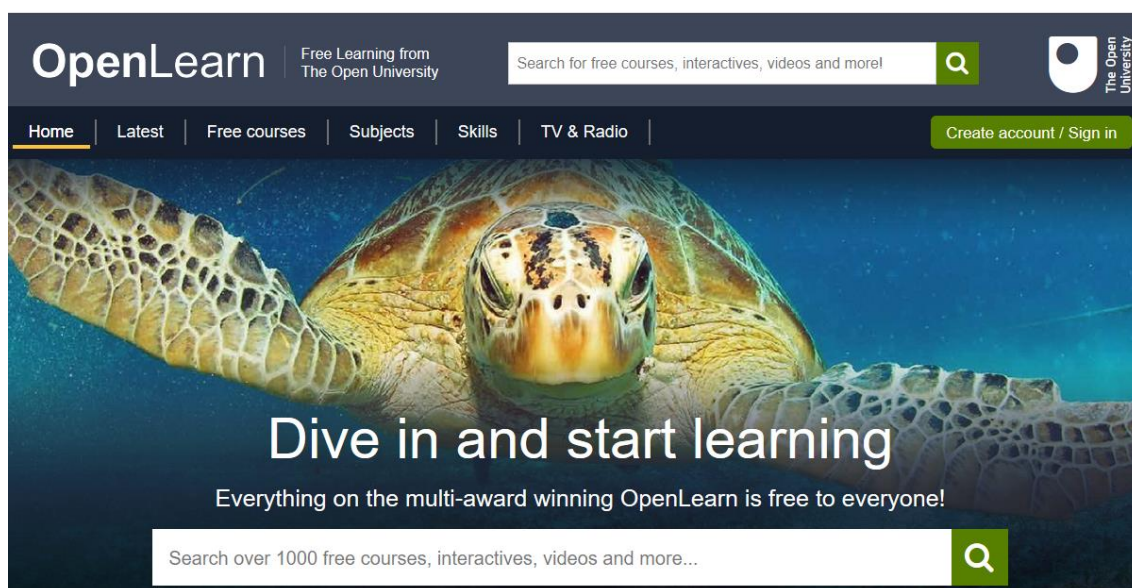 OpenLearn
Free Learning from
The Open University
Search for free courses, interactives, videos and more!
The Open
University
Home
Latest
Free courses
Subjects
Skills
TV & Radio
Create account / Sign in
Dive in and start learning
Everything on the multi-award winning OpenLearn is free to everyone!
Search over 1000 free courses, interactives, videos and more...